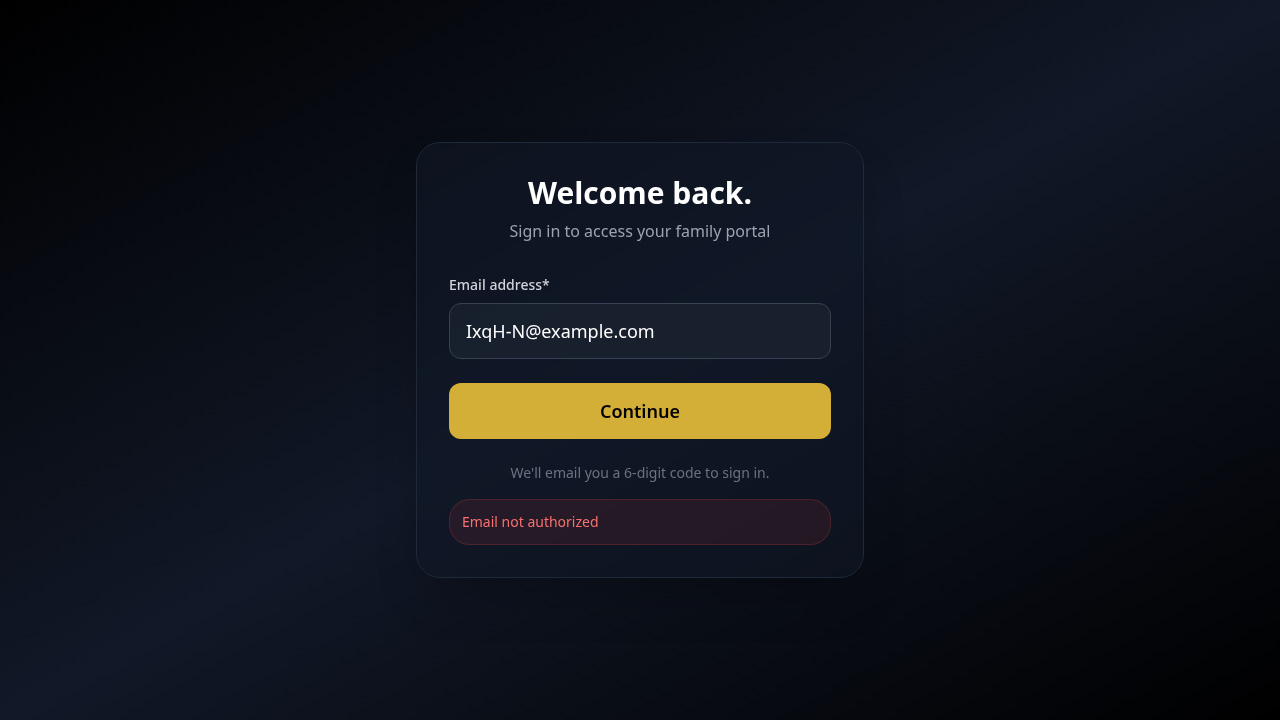 Welcome back.
Sign in to access your family portal
Email address*
IxqH-N@example.com
Continue
We'll email you a 6-digit code to sign in.
Email not authorized